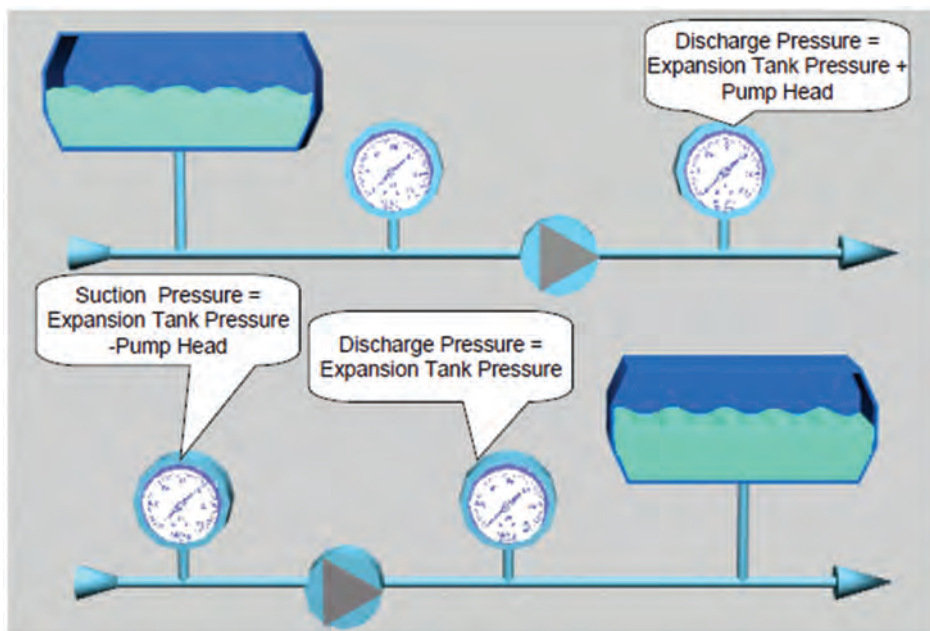 Discharge Pressure =
Expansion Tank Pressure +
Pump Head
Suction Pressure =
Expansion Tank Pressure
-Pump Head
Discharge Pressure =
Expansion Tank Pressure